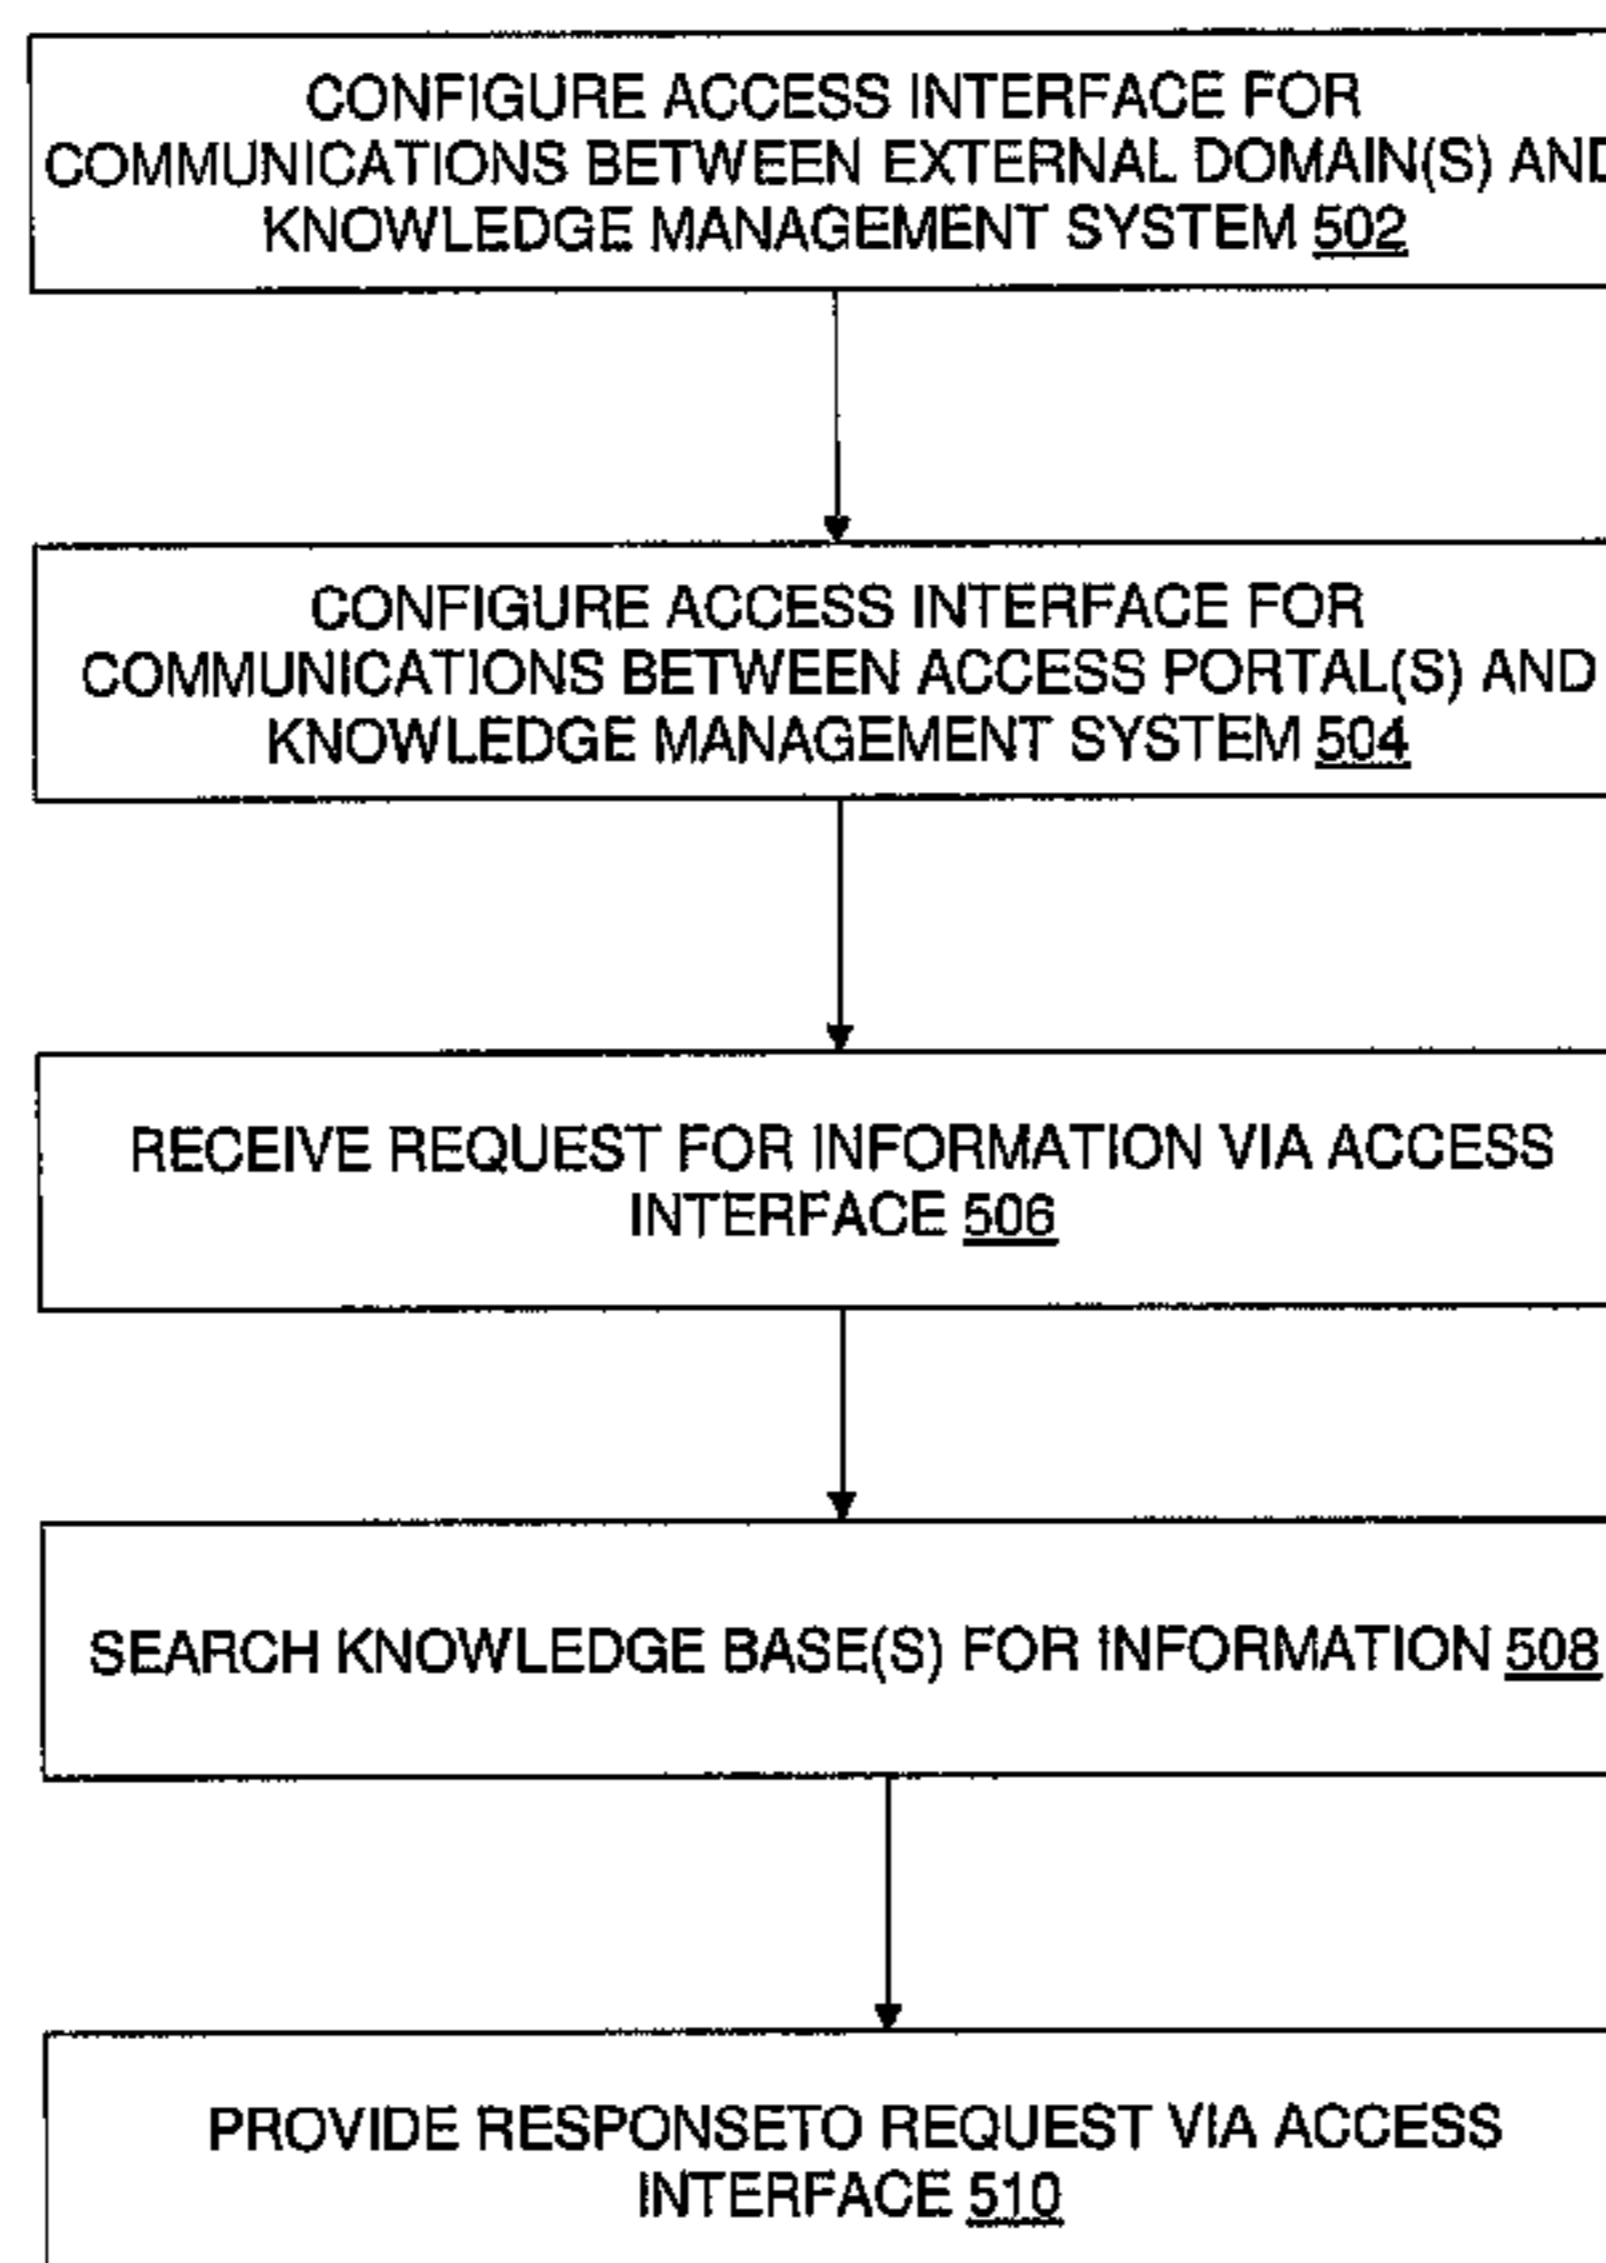 CONFIGURE ACCESS INTERFACE FOR
COMMUNICATIONS BETWEEN EXTERNAL DOMAIN(S) AND
KNOWLEDGE MANAGEMENT SYSTEM 502
CONFIGURE ACCESS INTERFACE FOR
COMMUNICATIONS BETWEEN ACCESS PORTAL(S) AND
KNOWLEDGE MANAGEMENT SYSTEM 504
RECEIVE REQUEST FOR INFORMATION VIA ACCESS
INTERFACE 506
SEARCH KNOWLEDGE BASE(S) FOR INFORMATION 508
PROVIDE RESPONSETO REQUEST VIA ACCESS
INTERFACE 510